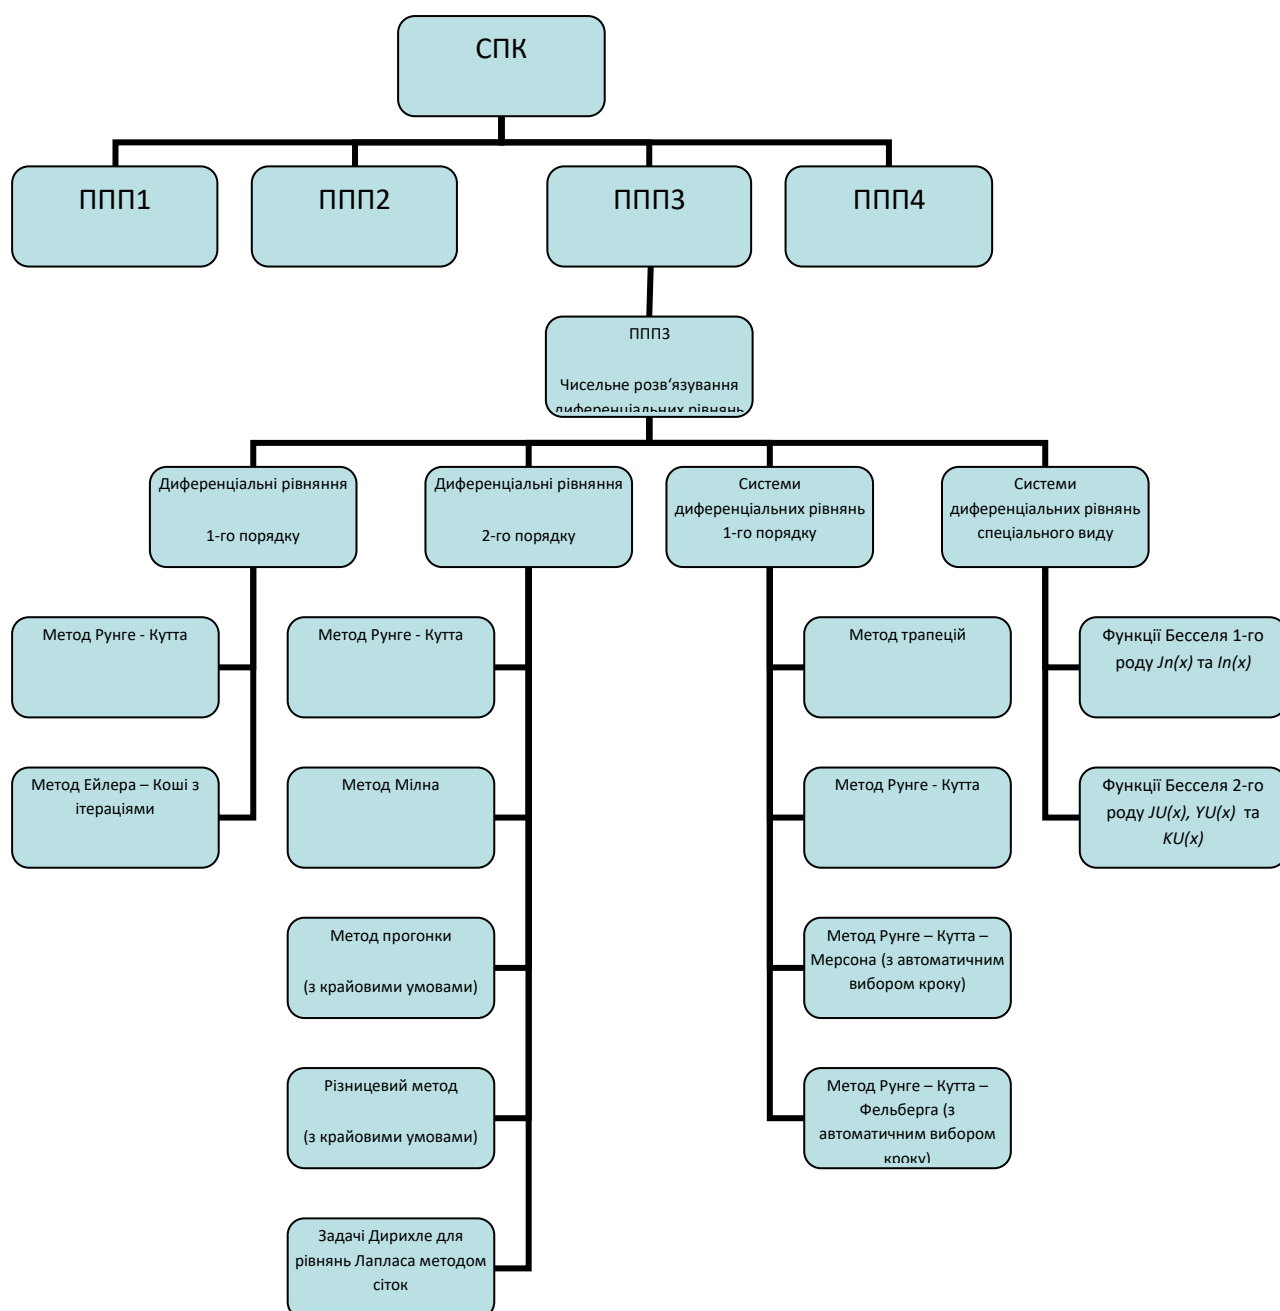 СПК
ППП1
ППП2
ППП3
ППП4
ППП3
Чисельне розв‘язування
диференціальних рівнянь
Диференціальні рівняння
1-го порядку
Диференціальні рівняння
2-го порядку
Системи
диференціальних рівнянь
1-го порядку
Системи
диференціальних рівнянь
спеціального виду
Метод Рунге - Кутта
Метод Ейлера – Коші з
ітераціями
Метод Рунге - Кутта
Метод Мілна
Метод прогонки
(з крайовими умовами)
Різницевий метод
(з крайовими умовами)
Задачі Дирихле для
рівнянь Лапласа методом
сіток
Метод трапецій
Метод Рунге - Кутта
Метод Рунге – Кутта –
Мерсона (з автоматичним
вибором кроку)
Метод Рунге – Кутта –
Фельберга (з
автоматичним вибором
кроку)
Функції Бесселя 1-го
роду Jn(x) та In(x)
Функції Бесселя 2-го
роду JU(x), YU(x) та
KU(x)